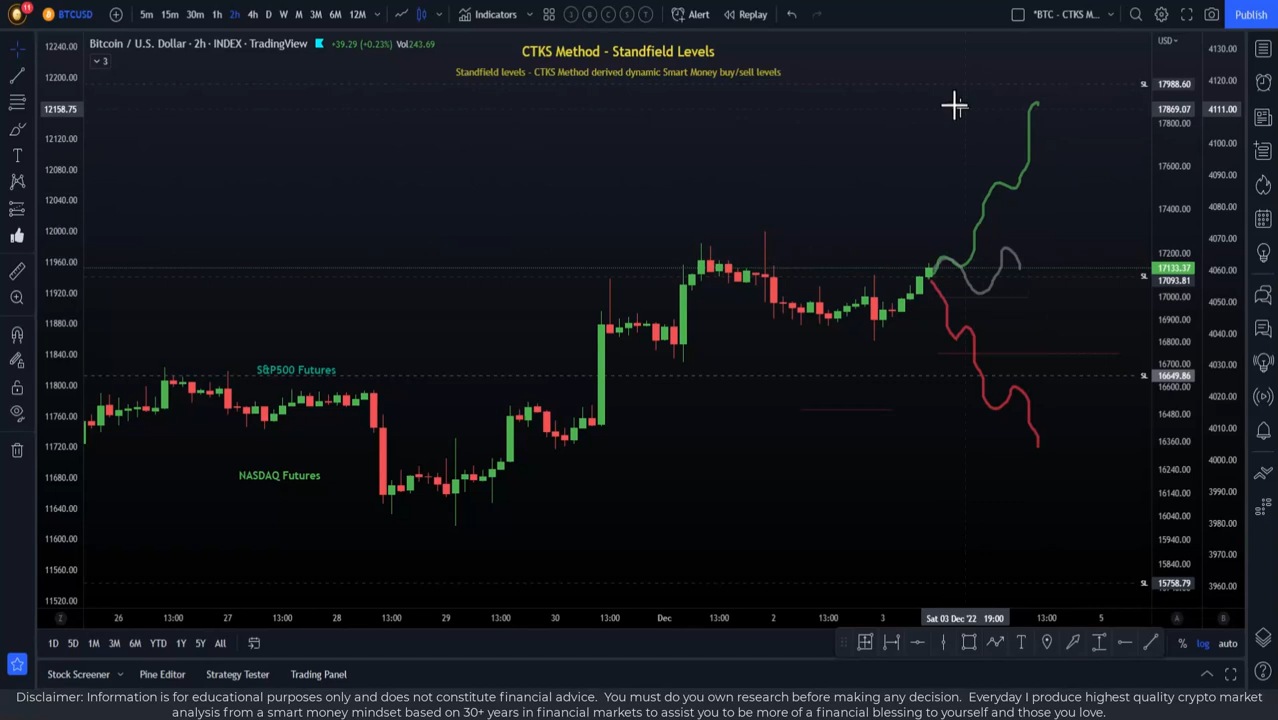 11
BTCUSD
5m 15m 30m 1h 2h 4h D W M 3M 6M 12M
Indicators
3 B C S T
Alert
Replay
*BTC - CTKS M...
Publish
Bitcoin / U.S. Dollar · 2h · INDEX · TradingView
+39.29 (+0.23%) Vol243.69
3
CTKS Method - Standfield Levels
Standfield levels - CTKS Method derived dynamic Smart Money buy/sell levels
USD
12240.00
12200.00
12158.75
12120.00
12080.00
12040.00
12000.00
11960.00
11920.00
11880.00
11840.00
11800.00
11760.00
11720.00
11680.00
11640.00
11600.00
11560.00
11520.00
S&P500 Futures
NASDAQ Futures
SL 17988.60
17869.07
17800.00
17600.00
17400.00
17200.00
17133.37
SL 17093.81
17000.00
16900.00
16800.00
16700.00
SL 16649.86
16600.00
16480.00
16360.00
16240.00
16140.00
16040.00
15940.00
15840.00
SL 15758.79
4130.00
4120.00
4111.00
4100.00
4090.00
4080.00
4070.00
4060.00
4050.00
4040.00
4030.00
4020.00
4010.00
4000.00
3990.00
3980.00
3970.00
3960.00
Z 26 13:00 27 13:00 28 13:00 29 13:00 30 13:00 Dec 13:00 2 13:00 3 Sat 03 Dec '22 19:00 13:00 5 A B
1D 5D 1M 3M 6M YTD 1Y 5Y All
% log auto
Stock Screener Pine Editor Strategy Tester Trading Panel
Disclaimer: Information is for educational purposes only and does not constitute financial advice. You must do you own research before making any decision. Everyday I produce highest quality crypto market
analysis from a smart money mindset based on 30+ years in financial markets to assist you to be more of a financial blessing to yourself and those you love